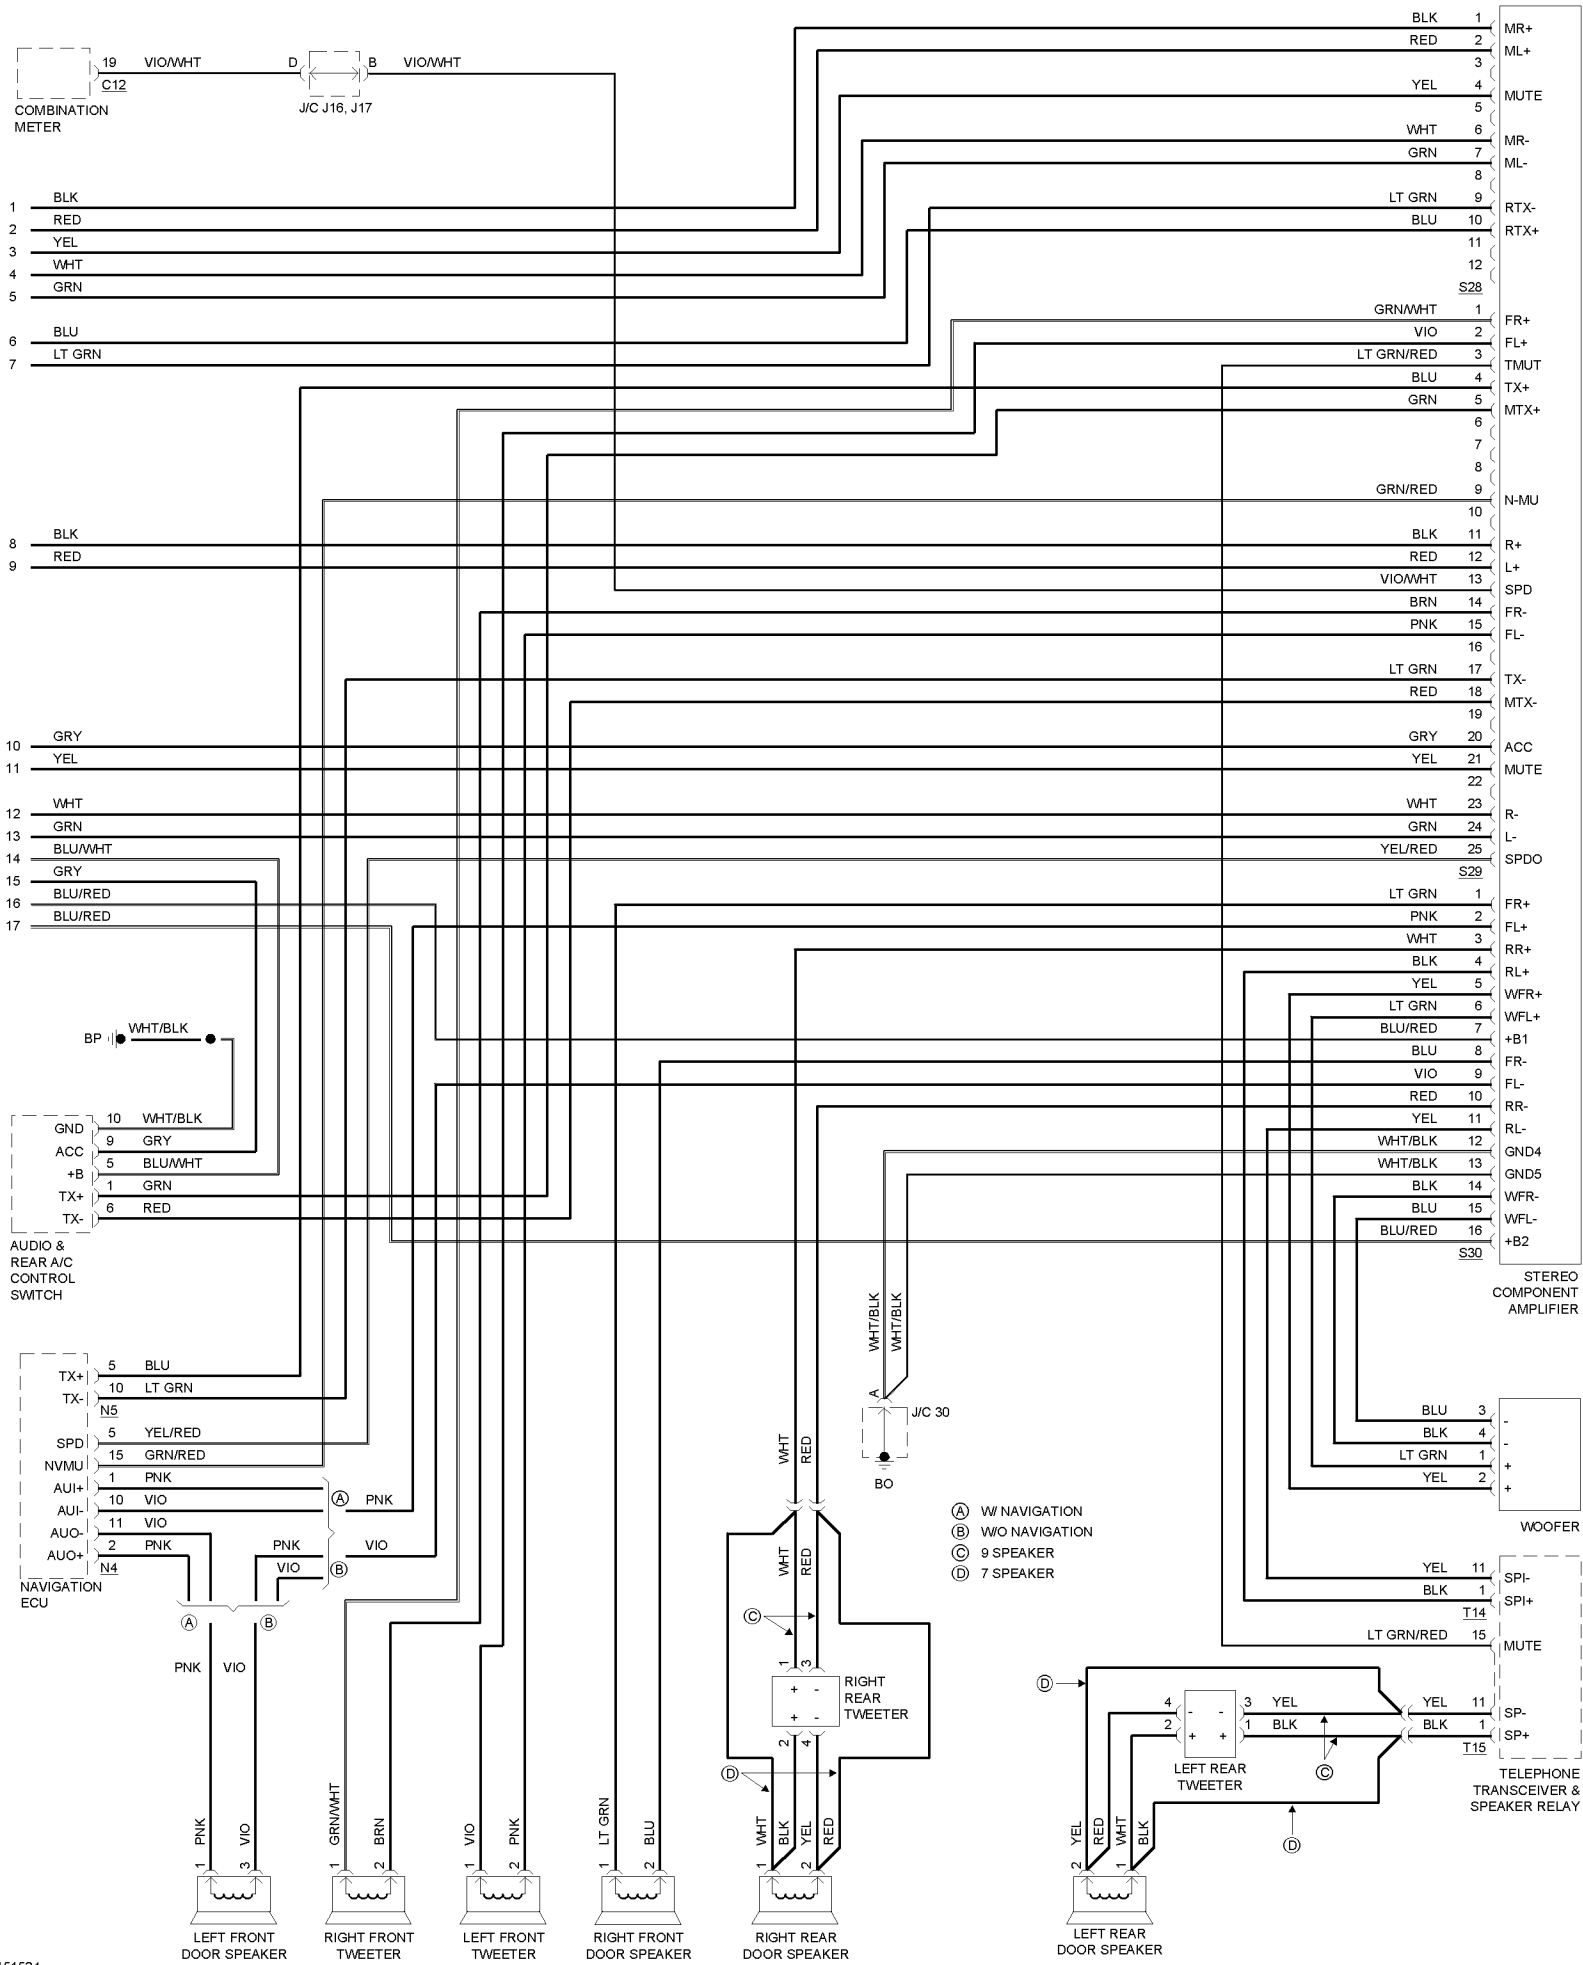 BLK 1 MR+
RED 2 ML+
3
YEL 4 MUTE
5
WHT 6 MR-
GRN 7 ML-
8
LT GRN 9 RTX-
BLU 10 RTX+
11
12
S28
19 VIO/WHT D B VIO/WHT
C12
COMBINATION
METER
J/C J16, J17
1 BLK
2 RED
3 YEL
4 WHT
5 GRN
6 BLU
7 LT GRN
GRN/WHT 1 FR+
VIO 2 FL+
LT GRN/RED 3 TMUT
BLU 4 TX+
GRN 5 MTX+
6
7
8
GRN/RED 9 N-MU
10
8 BLK BLK 11 R+
9 RED RED 12 L+
VIO/WHT 13 SPD
BRN 14 FR-
PNK 15 FL-
16
LT GRN 17 TX-
RED 18 MTX-
19
10 GRY GRY 20 ACC
11 YEL YEL 21 MUTE
22
12 WHT WHT 23 R-
13 GRN GRN 24 L-
14 BLU/WHT YEL/RED 25 SPDO
S29
15 GRY
16 BLU/RED
17 BLU/RED
LT GRN 1 FR+
PNK 2 FL+
WHT 3 RR+
BLK 4 RL+
YEL 5 WFR+
LT GRN 6 WFL+
BLU/RED 7 +B1
BLU 8 FR-
VIO 9 FL-
RED 10 RR-
YEL 11 RL-
WHT/BLK 12 GND4
WHT/BLK 13 GND5
BLK 14 WFR-
BLU 15 WFL-
BLU/RED 16 +B2
S30
STEREO
COMPONENT
AMPLIFIER
BP WHT/BLK
GND 10 WHT/BLK
ACC 9 GRY
+B 5 BLU/WHT
TX+ 1 GRN
TX- 6 RED
AUDIO &
REAR A/C
CONTROL
SWITCH
WHT/BLK
WHT/BLK
A
J/C 30
BO
TX+ 5 BLU
TX- 10 LT GRN
N5
SPD 5 YEL/RED
NVMU 15 GRN/RED
AUI+ 1 PNK
AUI- 10 VIO
AUO- 11 VIO
AUO+ 2 PNK
N4
NAVIGATION
ECU
A PNK
PNK VIO
VIO B
A B
PNK VIO
BLU 3 -
BLK 4 -
LT GRN 1 +
YEL 2 +
WOOFER
A W/ NAVIGATION
B W/O NAVIGATION
C 9 SPEAKER
D 7 SPEAKER
WHT RED
WHT RED
C
1 3
+ -
+ -
2 4
RIGHT
REAR
TWEETER
D
YEL 11 SPI-
BLK 1 SPI+
T14
LT GRN/RED 15 MUTE
D
4 - - 3 YEL YEL 11 SP-
2 + + 1 BLK BLK 1 SP+
T15
LEFT REAR
TWEETER
C
D
TELEPHONE
TRANSCEIVER &
SPEAKER RELAY
PNK VIO
1 3
LEFT FRONT
DOOR SPEAKER
GRN/WHT BRN
1 2
RIGHT FRONT
TWEETER
VIO PNK
1 2
LEFT FRONT
TWEETER
LT GRN BLU
1 2
RIGHT FRONT
DOOR SPEAKER
WHT BLK YEL RED
1 2
RIGHT REAR
DOOR SPEAKER
YEL RED WHT BLK
2 1
LEFT REAR
DOOR SPEAKER